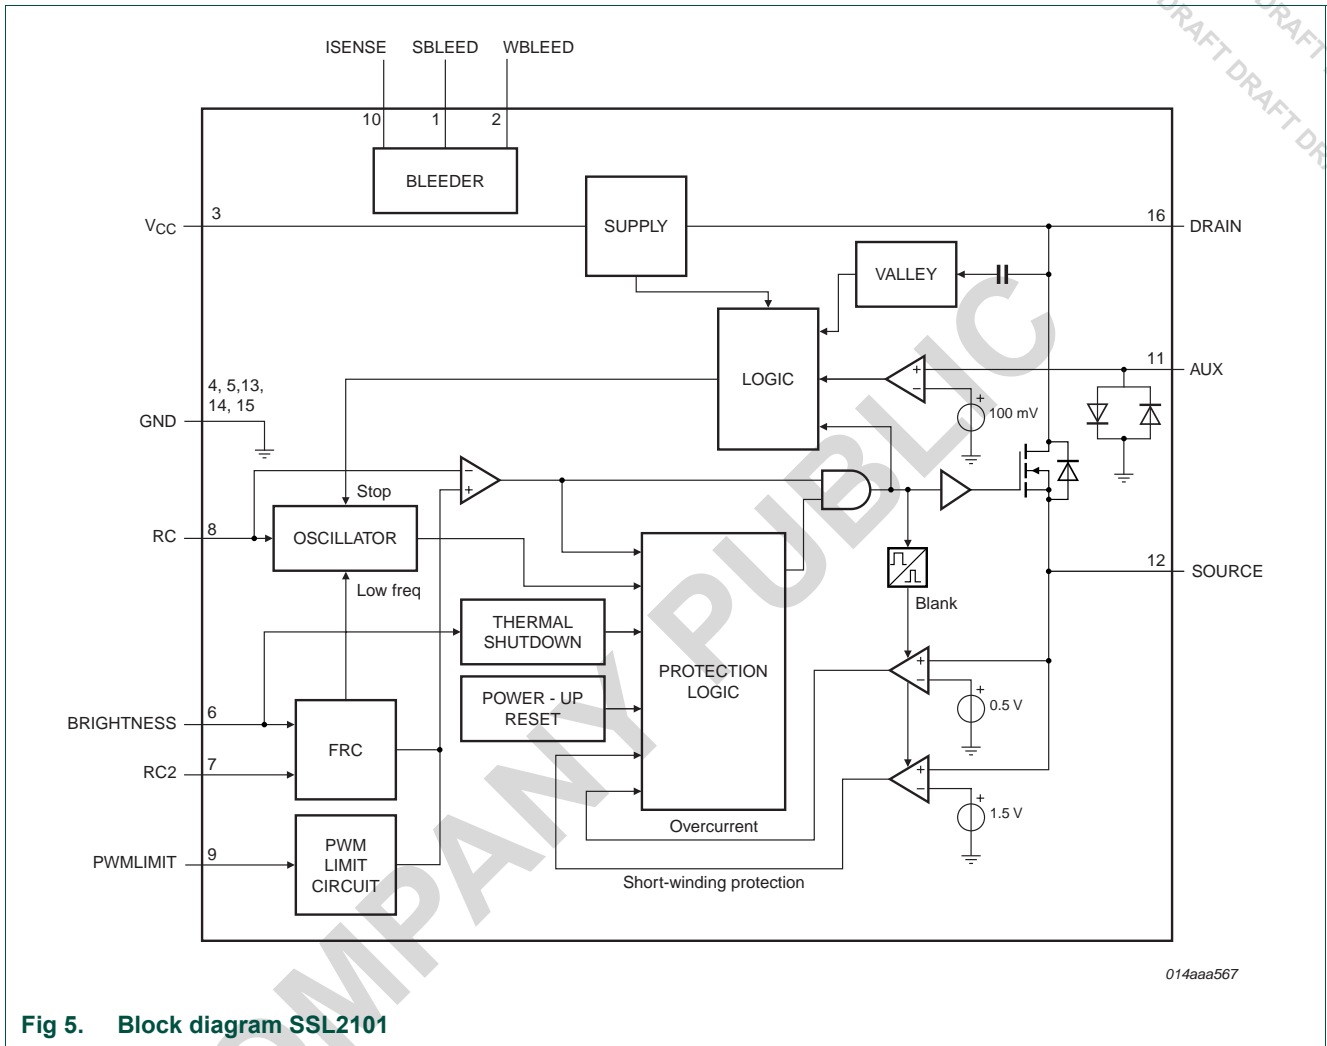 DRAFT DRAFT DRA
DRAFT
ISENSE SBLEED WBLEED
10 1 2
BLEEDER
VCC 3
SUPPLY
16 DRAIN
VALLEY
LOGIC
11 AUX
+
−
+
100 mV
4, 5,13,
14, 15
GND
−
+
Stop
RC 8
OSCILLATOR
Low freq
12 SOURCE
Blank
THERMAL
SHUTDOWN
PROTECTION
LOGIC
POWER - UP
RESET
+
−
+
0.5 V
BRIGHTNESS 6
FRC
RC2 7
+
−
+
1.5 V
Overcurrent
PWMLIMIT 9
PWM
LIMIT
CIRCUIT
Short-winding protection
OMPANY PUBLIC
014aaa567
Fig 5. Block diagram SSL2101